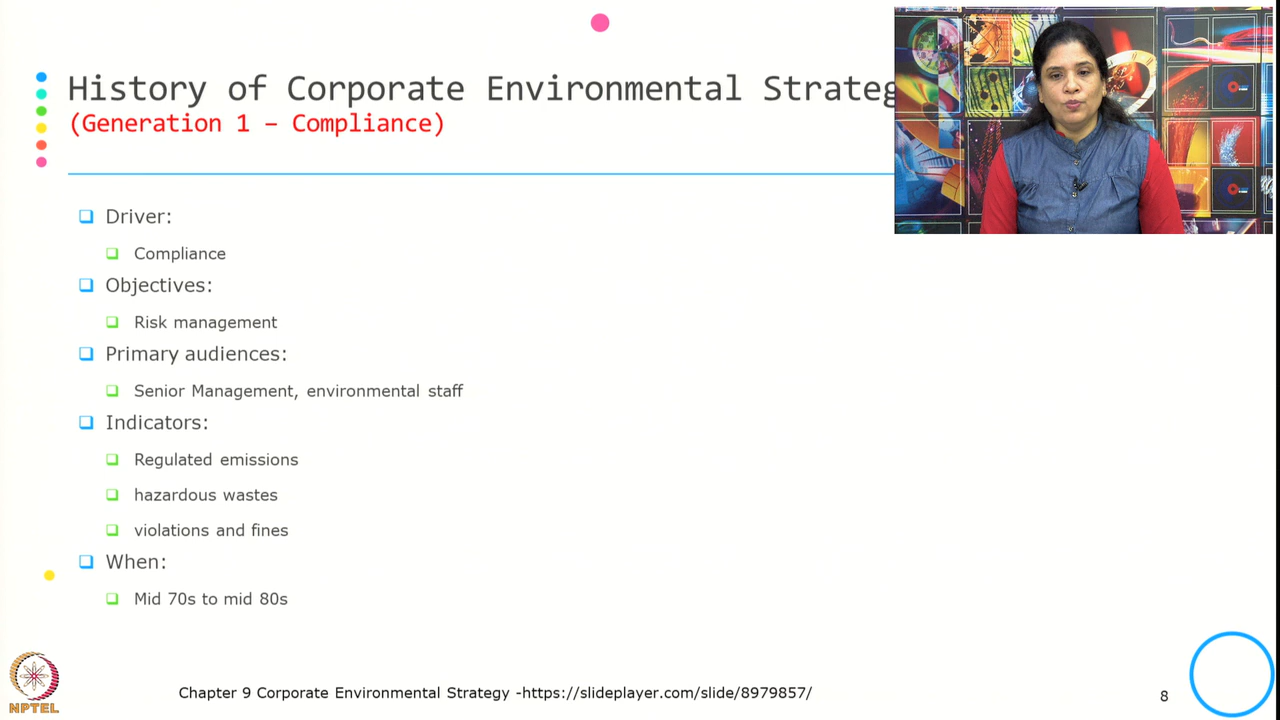 History of Corporate Environmental Strateg
(Generation 1 – Compliance)
Driver:
Compliance
Objectives:
Risk management
Primary audiences:
Senior Management, environmental staff
Indicators:
Regulated emissions
hazardous wastes
violations and fines
When:
Mid 70s to mid 80s
NPTEL
Chapter 9 Corporate Environmental Strategy -https://slideplayer.com/slide/8979857/
8